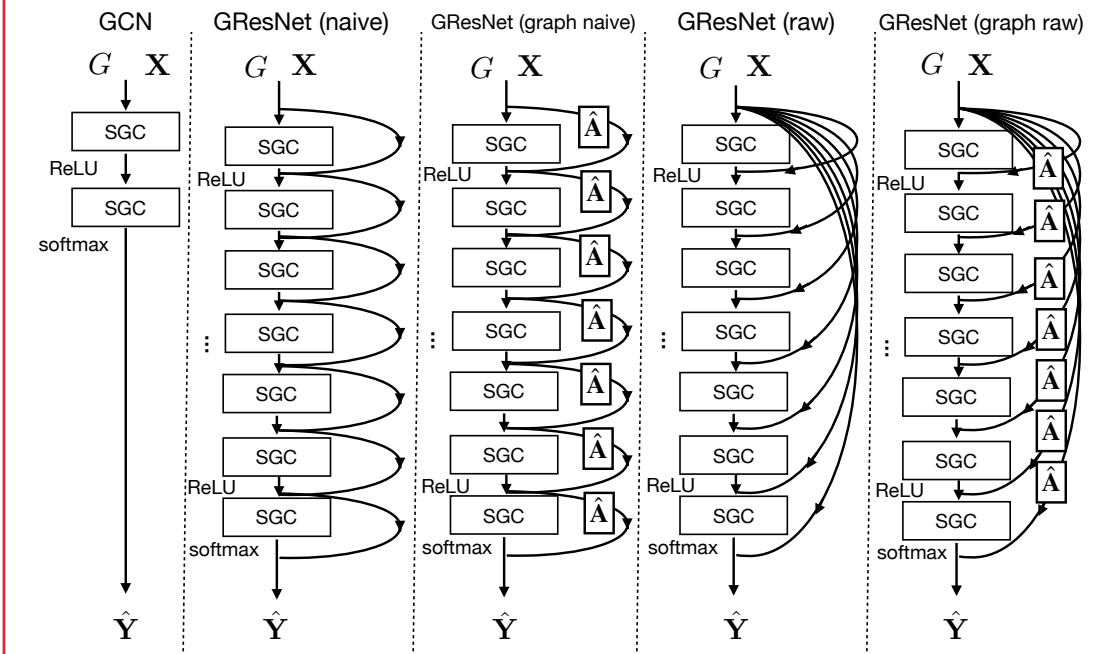 GCN
G X
SGC
ReLU
SGC
softmax
Ŷ
GResNet (naive)
G X
SGC
ReLU
SGC
SGC
...
SGC
SGC
SGC
ReLU
SGC
softmax
Ŷ
GResNet (graph naive)
G X
Â
SGC
ReLU
Â
SGC
Â
SGC
Â
...
SGC
Â
SGC
Â
SGC
ReLU
Â
SGC
softmax
Ŷ
GResNet (raw)
G X
SGC
ReLU
SGC
SGC
...
SGC
SGC
SGC
ReLU
SGC
softmax
Ŷ
GResNet (graph raw)
G X
SGC
Â
ReLU
SGC
Â
SGC
Â
...
SGC
Â
SGC
Â
SGC
Â
ReLU
Â
SGC
softmax
Ŷ